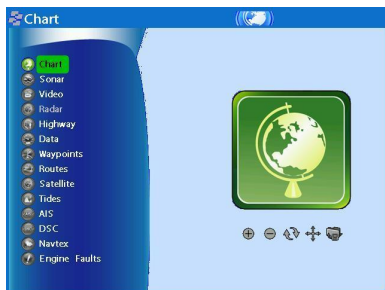 Chart
Chart
Sonar
Video
Radar
Highway
Data
Waypoints
Routes
Satellite
Tides
AIS
DSC
Navtex
Engine Faults